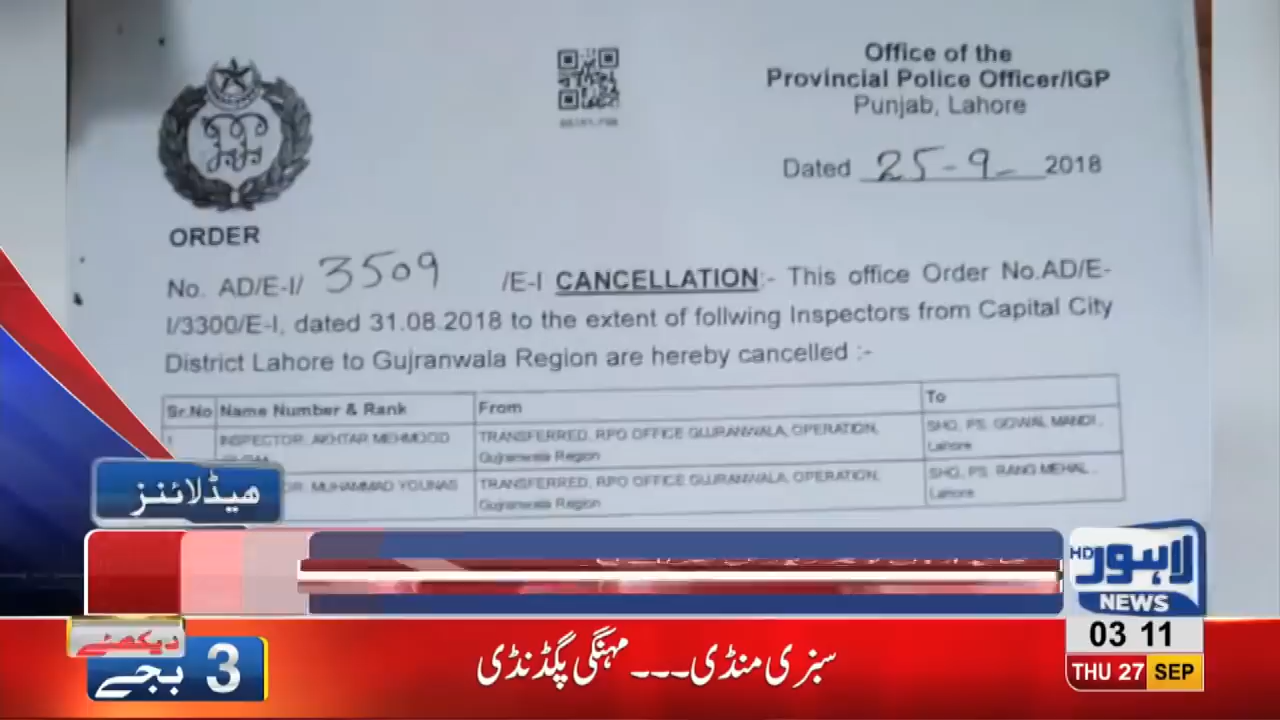 Office of the
Provincial Police Officer/IGP
Punjab, Lahore
Dated 25-9- 2018
ORDER
No. AD/E-I/ 3509 /E-I CANCELLATION:- This office Order No.AD/E-
I/3300/E-I, dated 31.08.2018 to the extent of follwing Inspectors from Capital City
District Lahore to Gujranwala Region are hereby cancelled :-
Sr.No Name Number & Rank From To
1 INSPECTOR, AKHTAR MEHMOOD TRANSFERRED, RPO OFFICE GUJRANWALA, OPERATION, SHO, PS, GOWAL MANDI,
Gujranwala Region Lahore
OR, MUHAMMAD YOUNAS TRANSFERRED, RPO OFFICE GUJRANWALA, OPERATION, SHO, PS, RANG MEHAL,
Gujranwala Region Lahore
ہیڈلائنز
HD لاہور
NEWS
دیکھئے
3 بجے
سبزی منڈی۔۔۔ مہنگی پگڈنڈی
03 11
THU 27 SEP